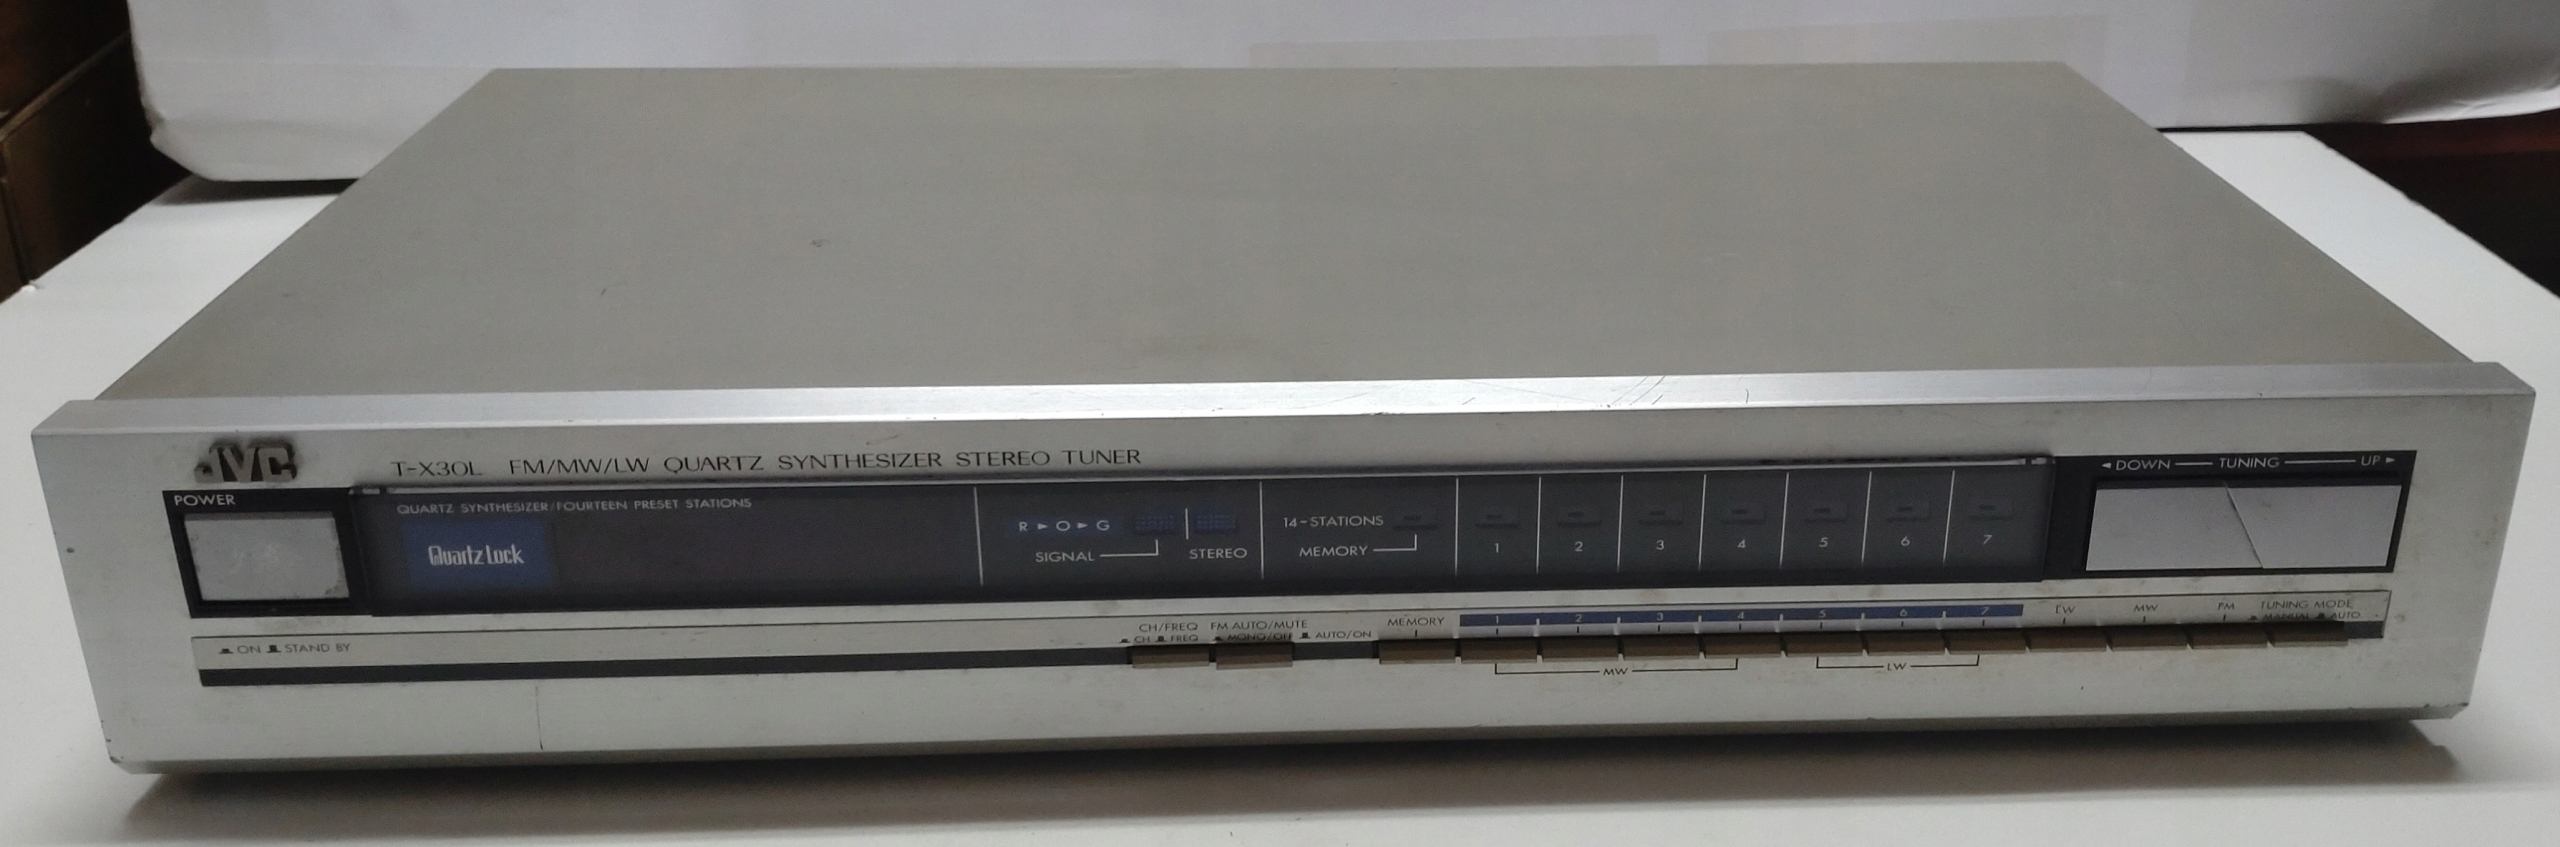 JVC
T-X30L FM/MW/LW QUARTZ SYNTHESIZER STEREO TUNER
POWER
QUARTZ SYNTHESIZER/FOURTEEN PRESET STATIONS
Quartz Lock
R ► O ► G
SIGNAL
STEREO
14-STATIONS
MEMORY
1 2 3 4 5 6 7
◄ DOWN TUNING UP ►
ON STAND BY
CH/FREQ
CH FREQ
FM AUTO/MUTE
MONO/OFF AUTO/ON
MEMORY
1 2 3 4 5 6 7
LW MW FM
TUNING MODE
MANUAL AUTO
MW
LW